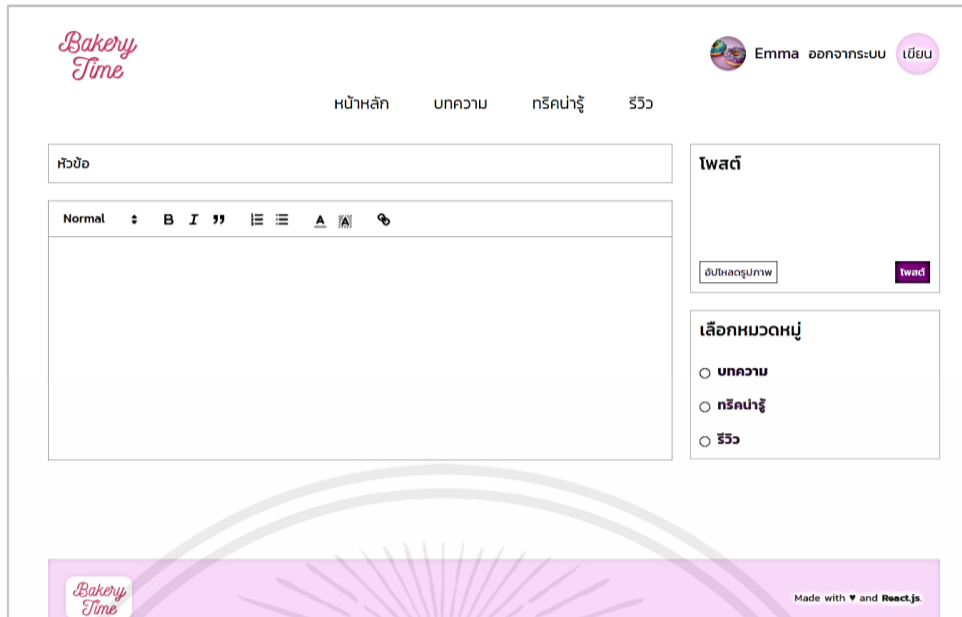 Bakery
Time
Emma ออกจากระบบ เขียน
หน้าหลัก บทความ ทริคน่ารู้ รีวิว
หัวข้อ
Normal
โพสต์
อัปโหลดรูปภาพ โพสต์
เลือกหมวดหมู่
บทความ
ทริคน่ารู้
รีวิว
Bakery
Time
Made with ♥ and React.js.